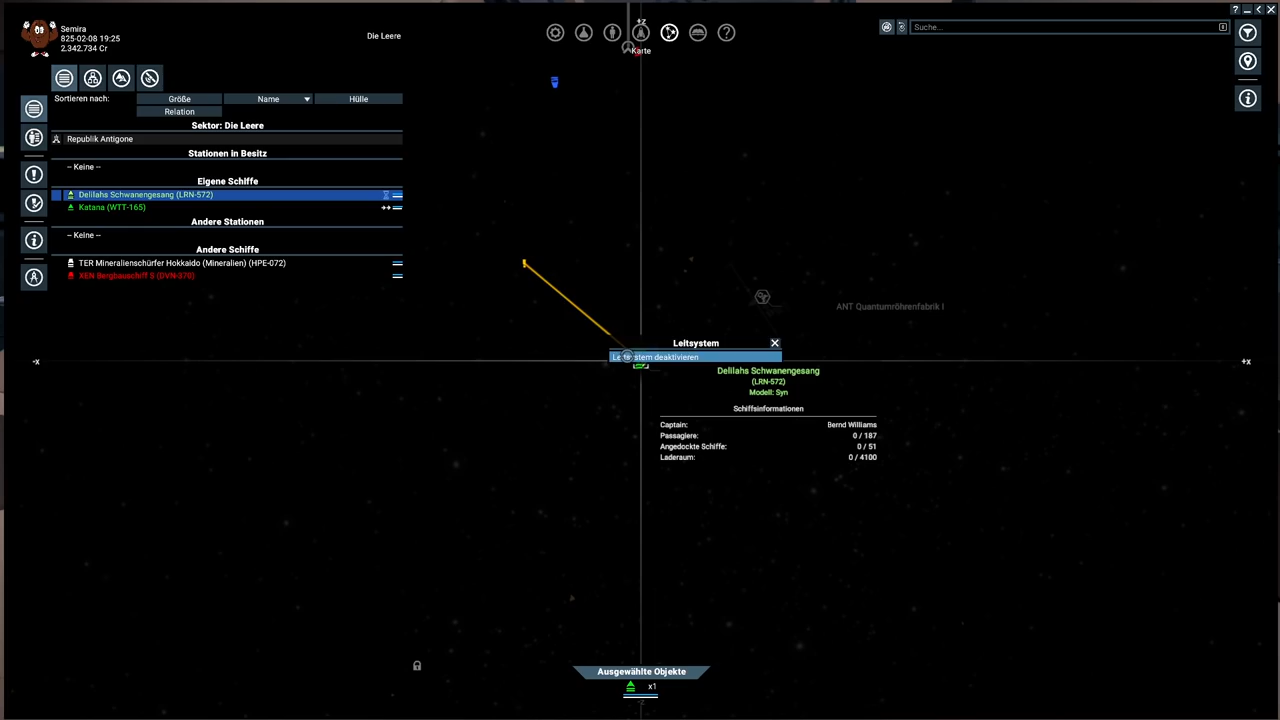 Semira
825-02-08 19:25
2,342,734 Cr
Die Leere
+z
Karte
Suche...
Sortieren nach:
Größe
Name
Hülle
Relation
Sektor: Die Leere
Republik Antigone
Stationen in Besitz
-- Keine --
Eigene Schiffe
Delilahs Schwanengesang (LRN-572)
Katana (WTT-165)
Andere Stationen
-- Keine --
Andere Schiffe
TER Mineralienschürfer Hokkaido (Mineralien) (HPE-072)
XEN Bergbauschiff S (DVN-370)
ANT Quantumröhrenfabrik I
-x
+x
Leitsystem
Leitsystem deaktivieren
Delilahs Schwanengesang
(LRN-572)
Modell: Syn
Schiffsinformationen
Captain: Bernd Williams
Passagiere: 0 / 187
Angedockte Schiffe: 0 / 51
Laderaum: 0 / 4100
Ausgewählte Objekte
x1
-z